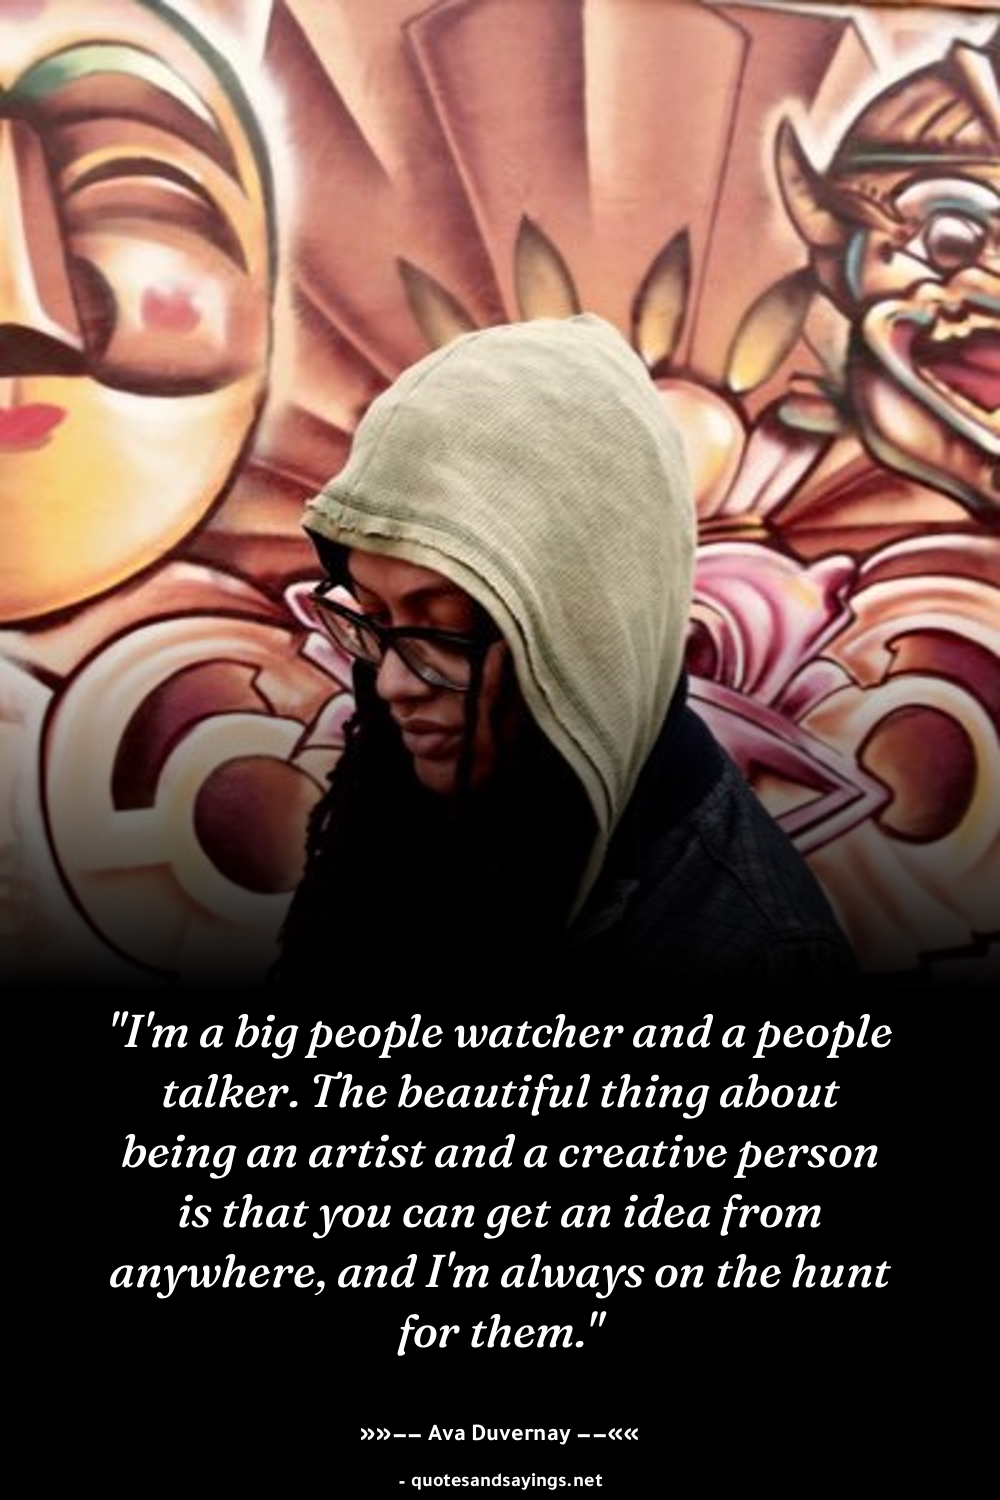 "I'm a big people watcher and a people
talker. The beautiful thing about
being an artist and a creative person
is that you can get an idea from
anywhere, and I'm always on the hunt
for them."
»»–– Ava Duvernay ––««
- quotesandsayings.net